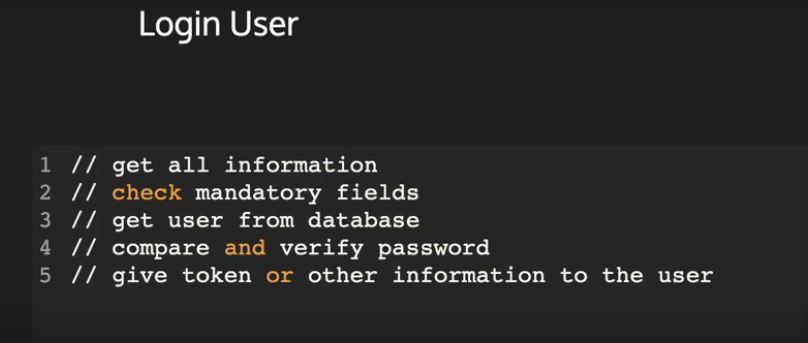 Login User
1 // get all information
2 // check mandatory fields
3 // get user from database
4 // compare and verify password
5 // give token or other information to the user